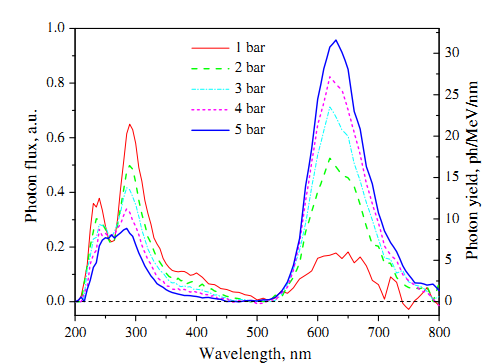 1.0
0.8
0.6
0.4
0.2
0.0
Photon flux, a.u.
1 bar
2 bar
3 bar
4 bar
5 bar
30
25
20
15
10
5
0
Photon yield, ph/MeV/nm
200 300 400 500 600 700 800
Wavelength, nm